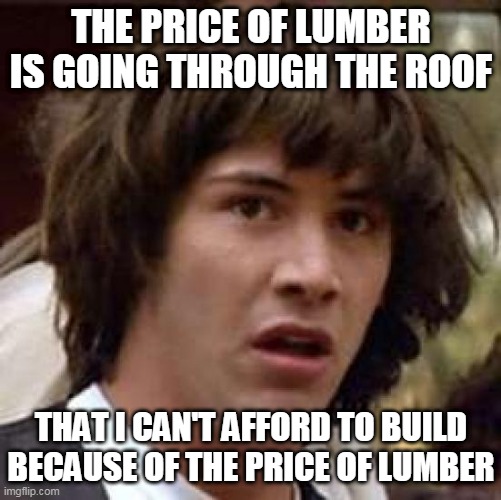 THE PRICE OF LUMBER
IS GOING THROUGH THE ROOF
THAT I CAN'T AFFORD TO BUILD
BECAUSE OF THE PRICE OF LUMBER
imgflip.com